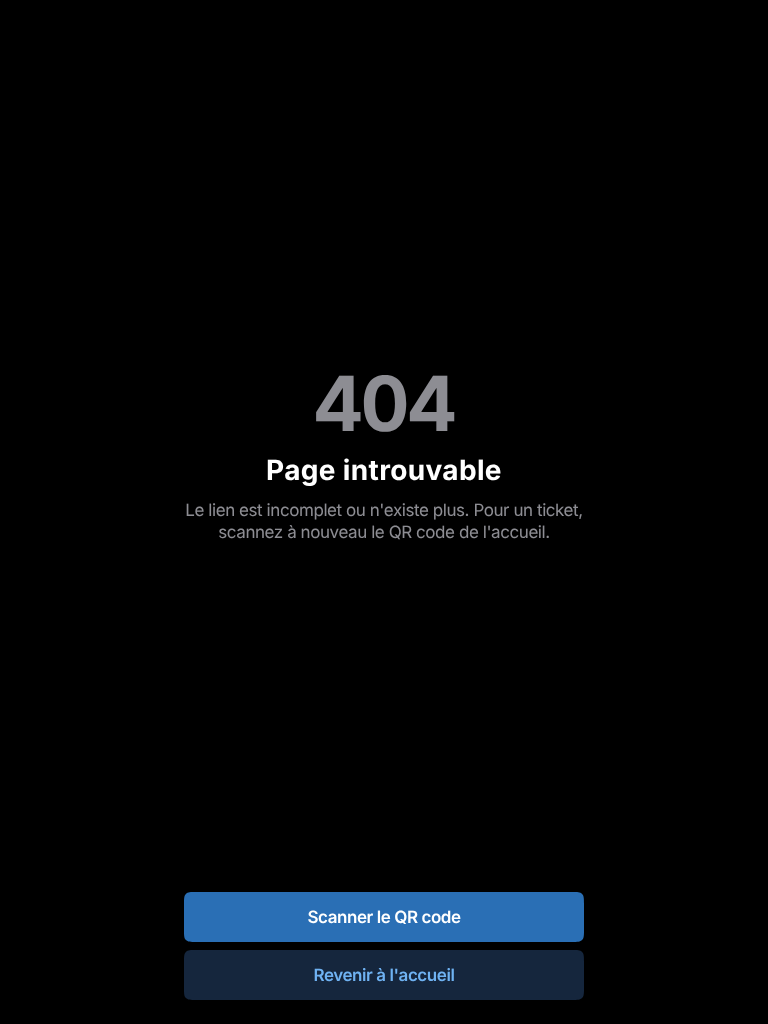 404
Page introuvable
Le lien est incomplet ou n'existe plus. Pour un ticket,
scannez à nouveau le QR code de l'accueil.
Scanner le QR code
Revenir à l'accueil